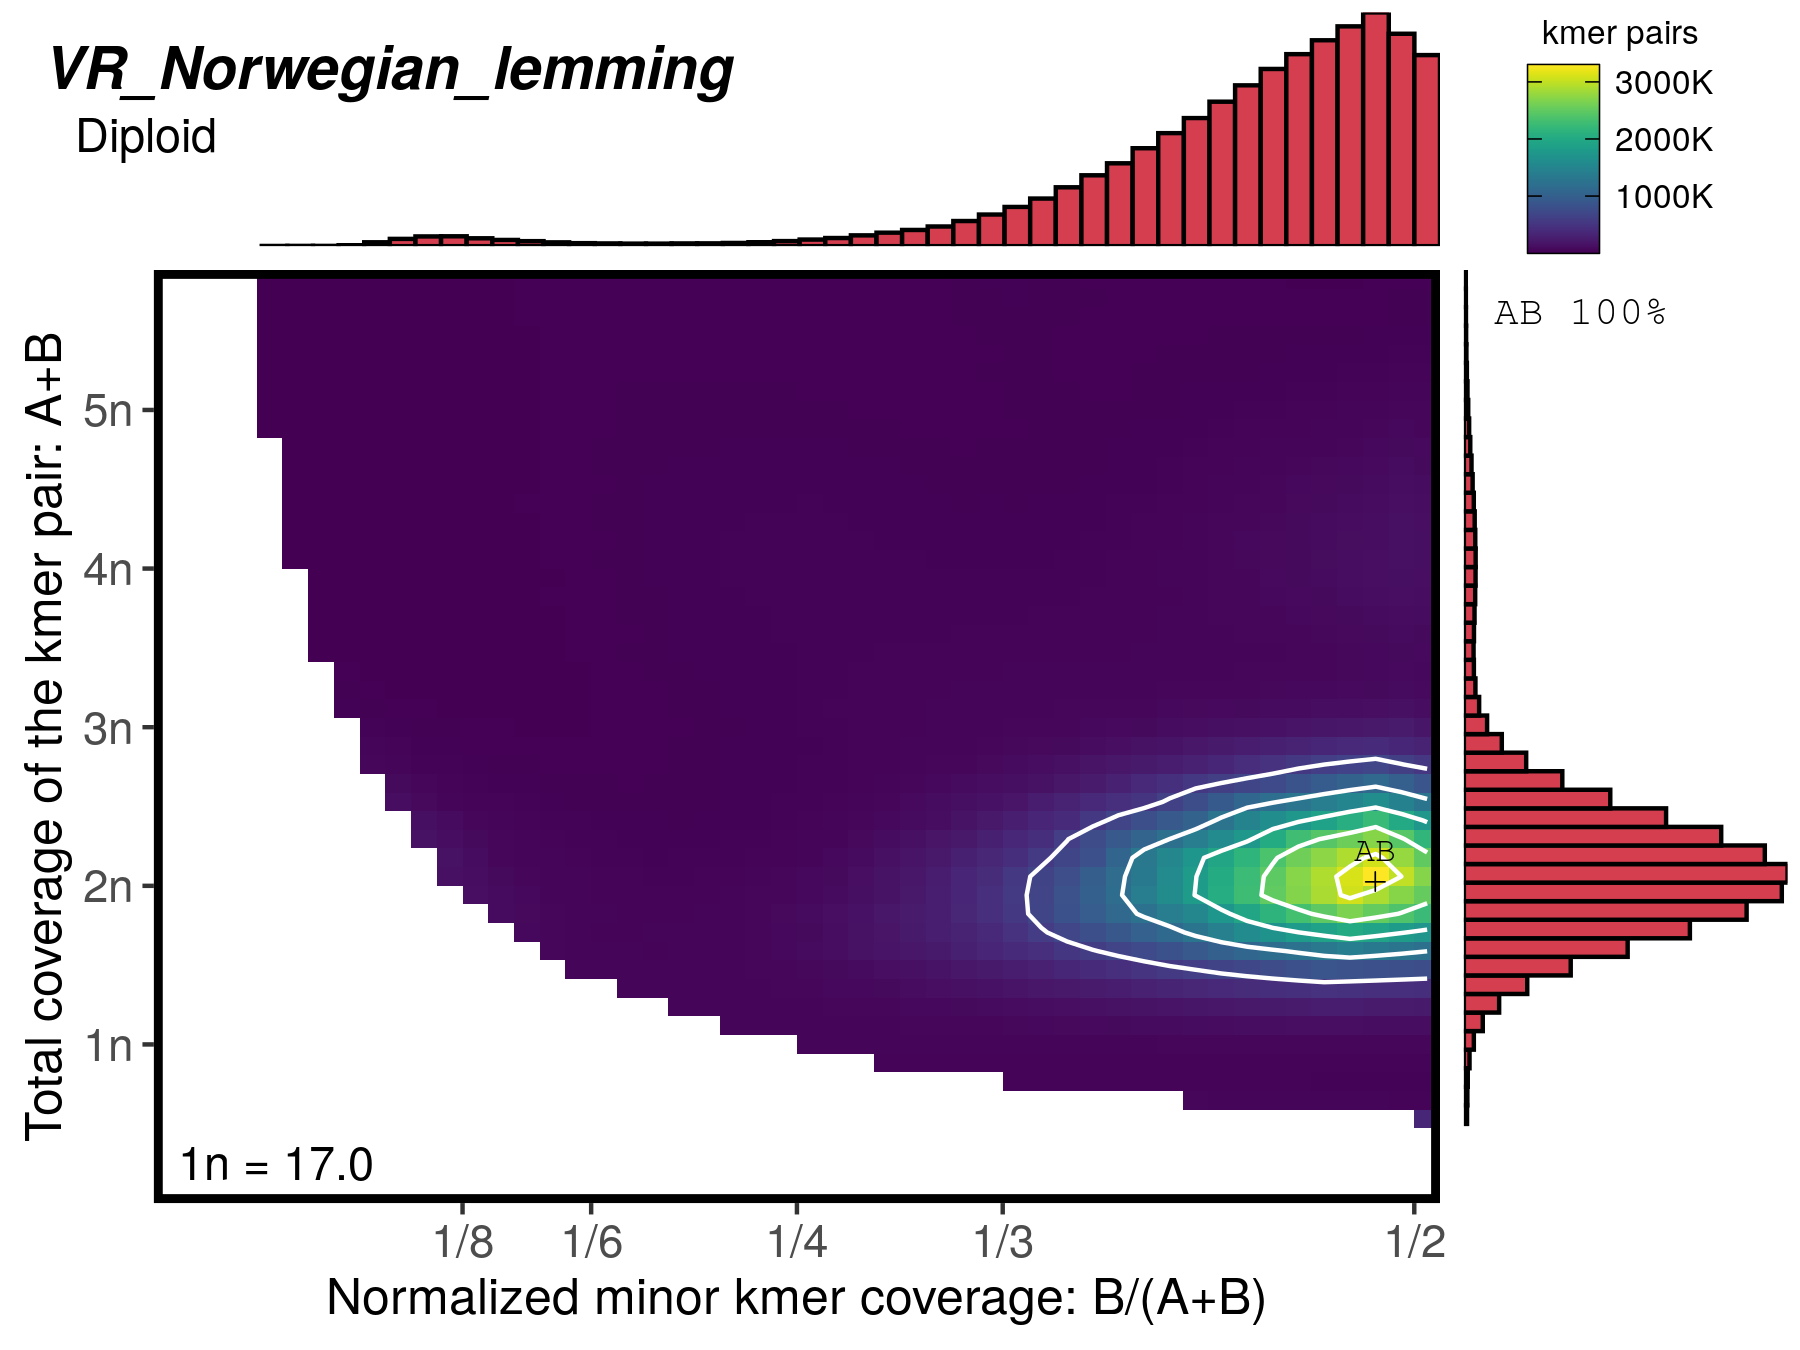 VR_Norwegian_lemming
Diploid
kmer pairs
3000K
2000K
1000K
AB 100%
Total coverage of the kmer pair: A+B
5n
4n
3n
2n
1n
AB
1n = 17.0
1/8
1/6
1/4
1/3
1/2
Normalized minor kmer coverage: B/(A+B)